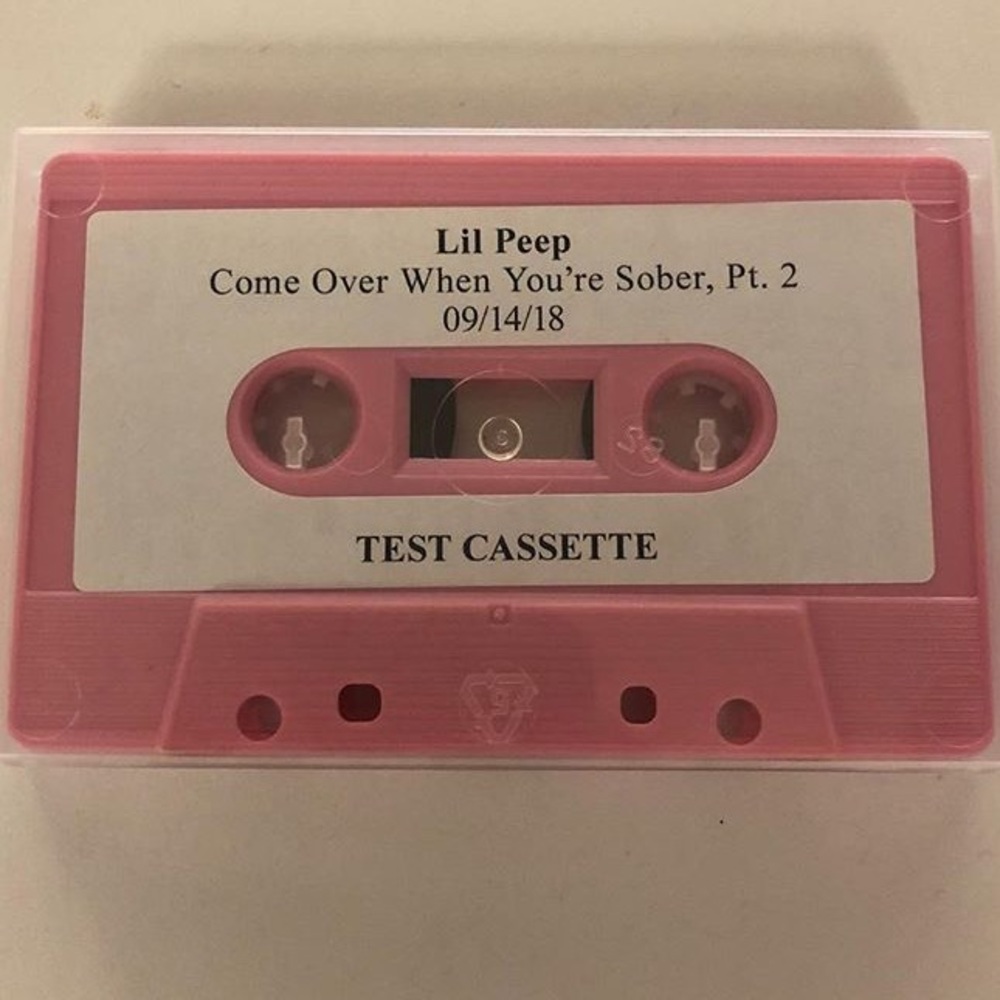 Lil Peep
Come Over When You’re Sober, Pt. 2
09/14/18
TEST CASSETTE